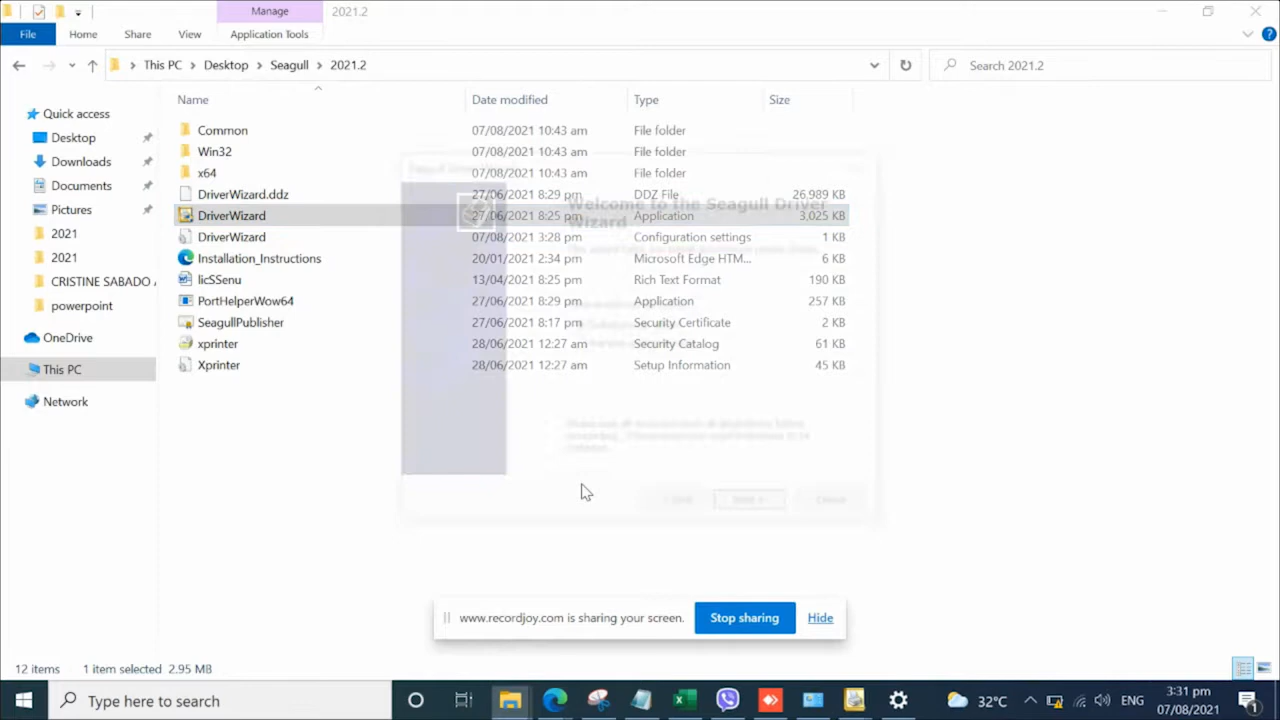 Manage
2021.2
File
Home
Share
View
Application Tools
This PC
Desktop
Seagull
2021.2
Search 2021.2
Name
Date modified
Type
Size
Quick access
Desktop
Downloads
Documents
Pictures
2021
2021
CRISTINE SABADO
powerpoint
OneDrive
This PC
Network
Common 07/08/2021 10:43 am File folder
Win32 07/08/2021 10:43 am File folder
x64 07/08/2021 10:43 am File folder
DriverWizard.ddz 27/06/2021 8:29 pm DDZ File 26,989 KB
DriverWizard 27/06/2021 8:25 pm Application 3,025 KB
DriverWizard 07/08/2021 3:28 pm Configuration settings 1 KB
Installation_Instructions 20/01/2021 2:34 pm Microsoft Edge HTM... 6 KB
licSSenu 13/04/2021 8:25 pm Rich Text Format 190 KB
PortHelperWow64 27/06/2021 8:29 pm Application 257 KB
SeagullPublisher 27/06/2021 8:17 pm Security Certificate 2 KB
xprinter 28/06/2021 12:27 am Security Catalog 61 KB
Xprinter 28/06/2021 12:27 am Setup Information 45 KB
Welcome to the Seagull Driver
Wizard
www.recordjoy.com is sharing your screen.
Stop sharing
Hide
12 items
1 item selected 2.95 MB
Type here to search
32°C
ENG
3:31 pm
07/08/2021
1